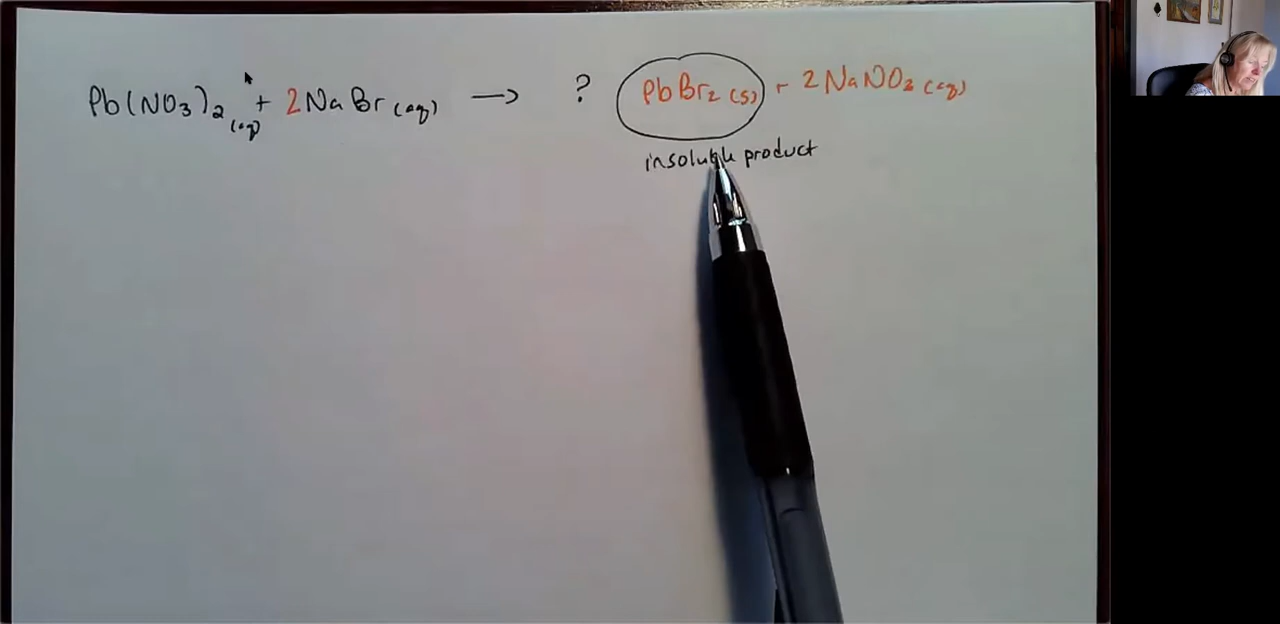 Pb(NO3)2 (aq) + 2NaBr (aq) → ? PbBr2 (s) + 2NaNO3 (aq)
insoluble product